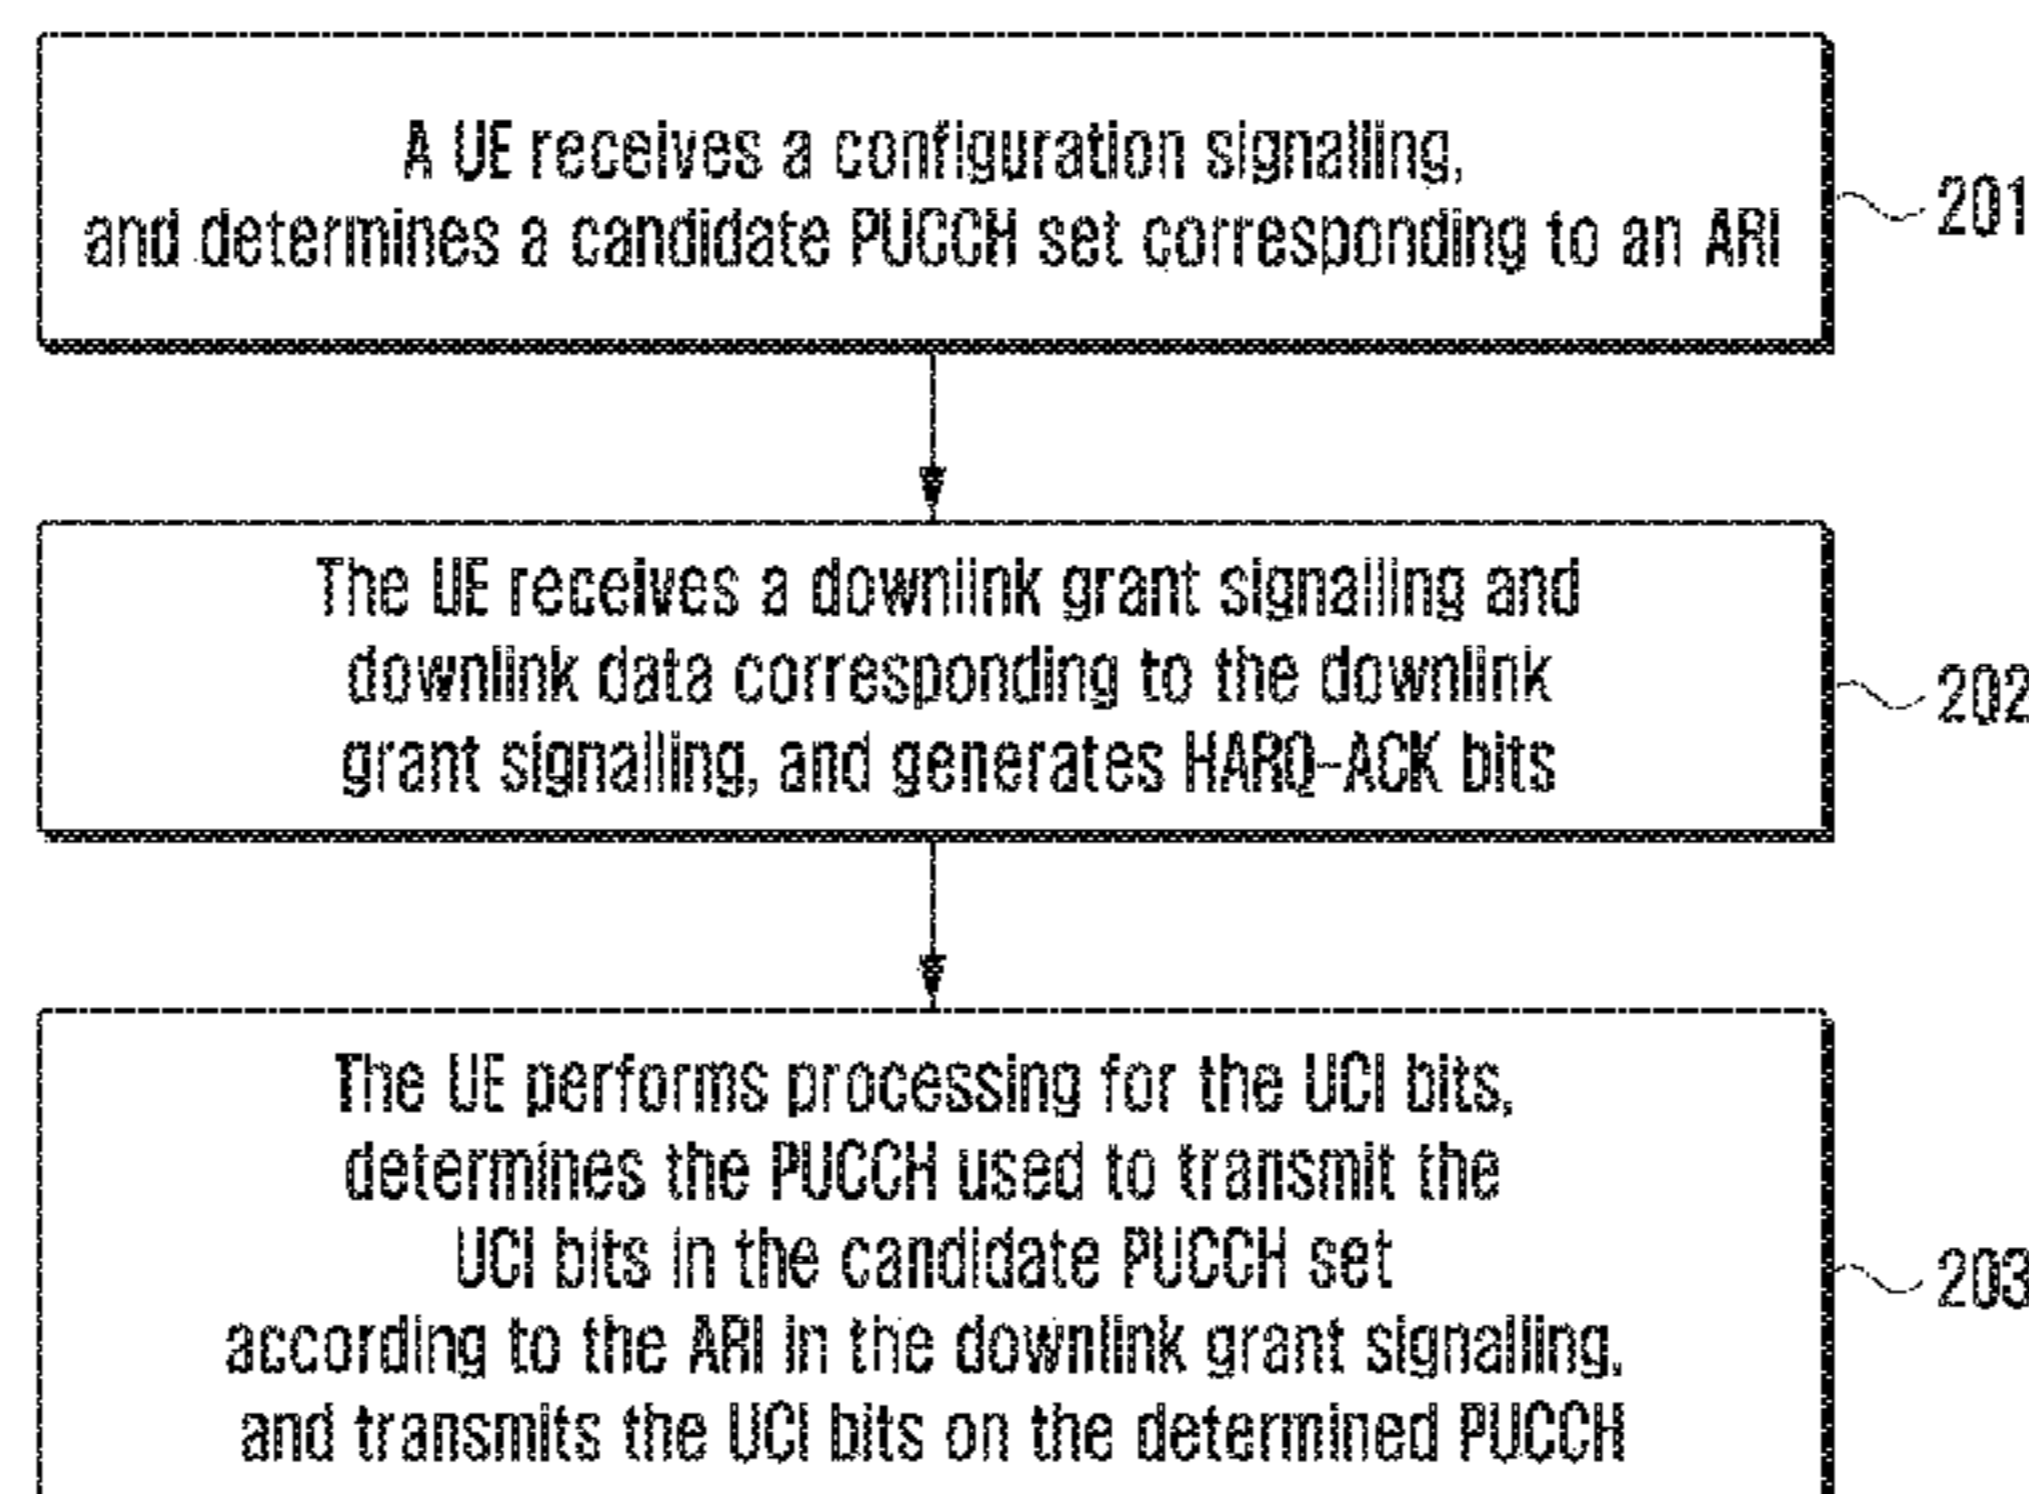 A UE receives a configuration signalling,
and determines a candidate PUCCH set corresponding to an ARI
201
The UE receives a downlink grant signalling and
downlink data corresponding to the downlink
grant signalling, and generates HARQ-ACK bits
202
The UE performs processing for the UCI bits,
determines the PUCCH used to transmit the
UCI bits in the candidate PUCCH set
according to the ARI in the downlink grant signalling,
and transmits the UCI bits on the determined PUCCH
203